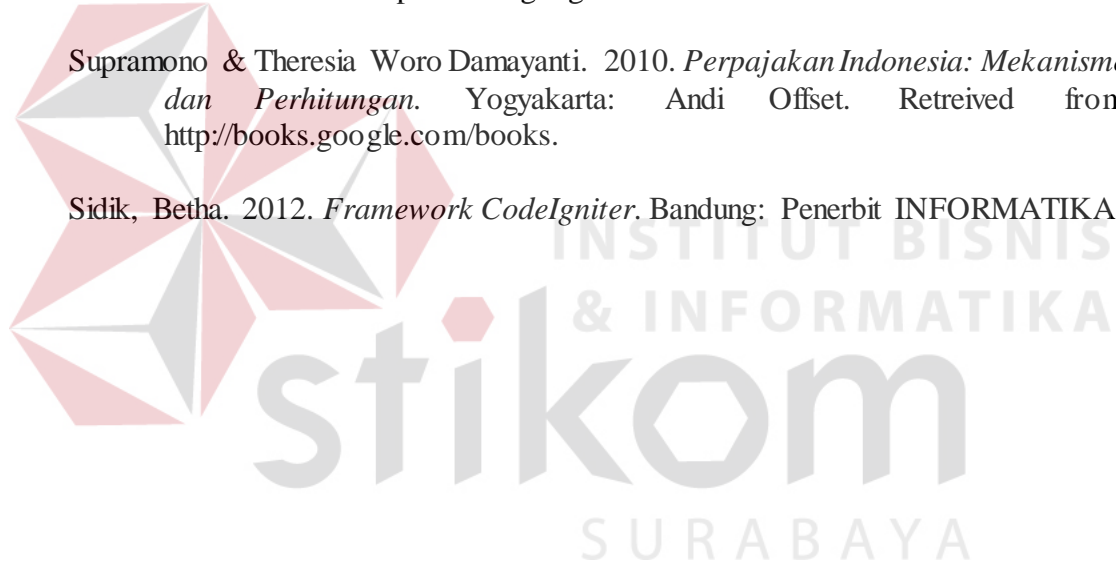 Supramono & Theresia Woro Damayanti. 2010. Perpajakan Indonesia: Mekanisme
dan Perhitungan. Yogyakarta: Andi Offset. Retreived from
http://books.google.com/books.
Sidik, Betha. 2012. Framework CodeIgniter. Bandung: Penerbit INFORMATIKA
INSTITUT BISNIS
& INFORMATIKA
stikom
SURABAYA